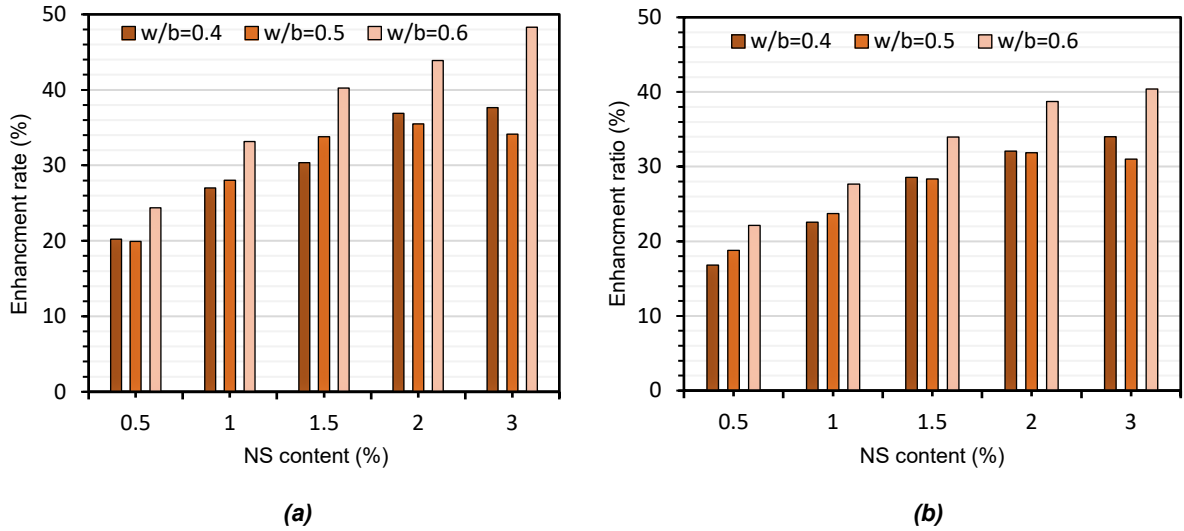 50
40
30
20
10
0
Enhancment rate (%)
w/b=0.4 w/b=0.5 w/b=0.6
0.5 1 1.5 2 3
NS content (%)
(a)
50
40
30
20
10
0
Enhancment ratio (%)
w/b=0.4 w/b=0.5 w/b=0.6
0.5 1 1.5 2 3
NS content (%)
(b)